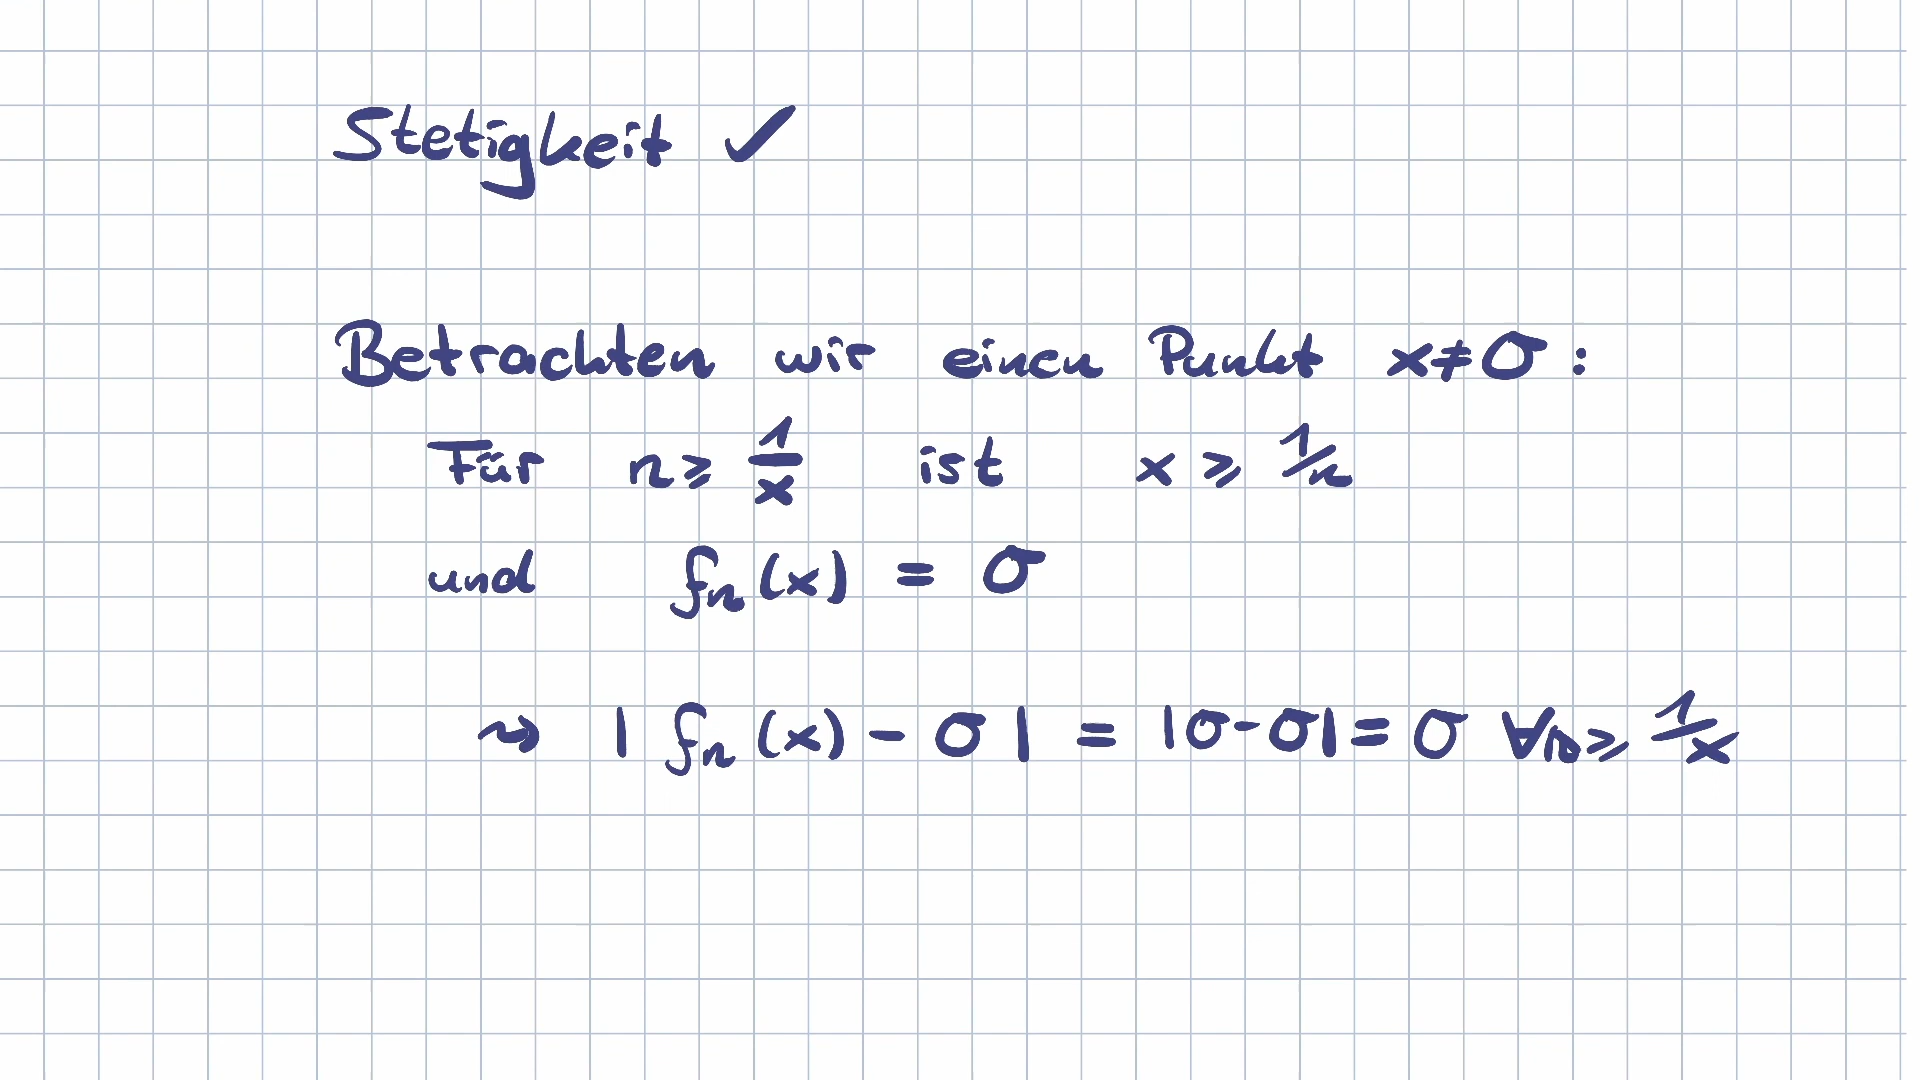 Stetigkeit ✓
Betrachten wir einen Punkt x≠0:
Für n ≥ 1/x ist x ≥ 1/n
und fₙ(x) = 0
⇝ | fₙ(x) - 0 | = |0-0| = 0 ∀n ≥ 1/x